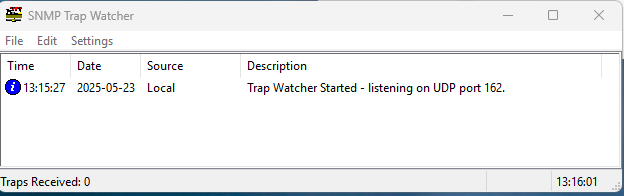 SNMP Trap Watcher
File Edit Settings
Time Date Source Description
13:15:27 2025-05-23 Local Trap Watcher Started - listening on UDP port 162.
Traps Received: 0 13:16:01